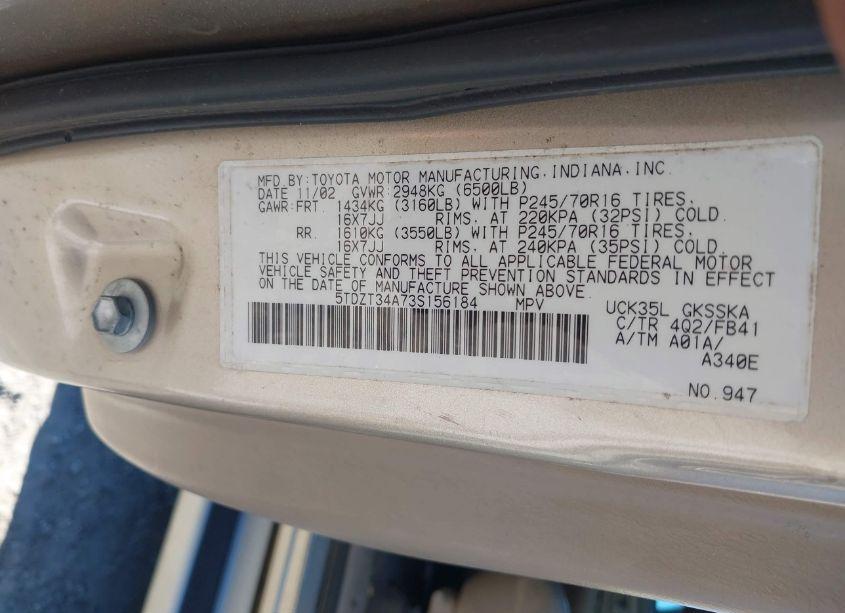 MFD.BY:TOYOTA MOTOR MANUFACTURING,INDIANA,INC.
DATE 11/02 GVWR:2948KG (6500LB)
GAWR:FRT 1434KG (3160LB) WITH P245/70R16 TIRES,
16X7JJ RIMS, AT 220KPA (32PSI) COLD.
RR. 1610KG (3550LB) WITH P245/70R16 TIRES,
16X7JJ RIMS, AT 240KPA (35PSI) COLD.
THIS VEHICLE CONFORMS TO ALL APPLICABLE FEDERAL MOTOR
VEHICLE SAFETY AND THEFT PREVENTION STANDARDS IN EFFECT
ON THE DATE OF MANUFACTURE SHOWN ABOVE.
5TDZT34A73S156184 MPV
UCK35L GKSSKA
C/TR 4Q2/FB41
A/TM A01A/
A340E
NO.947